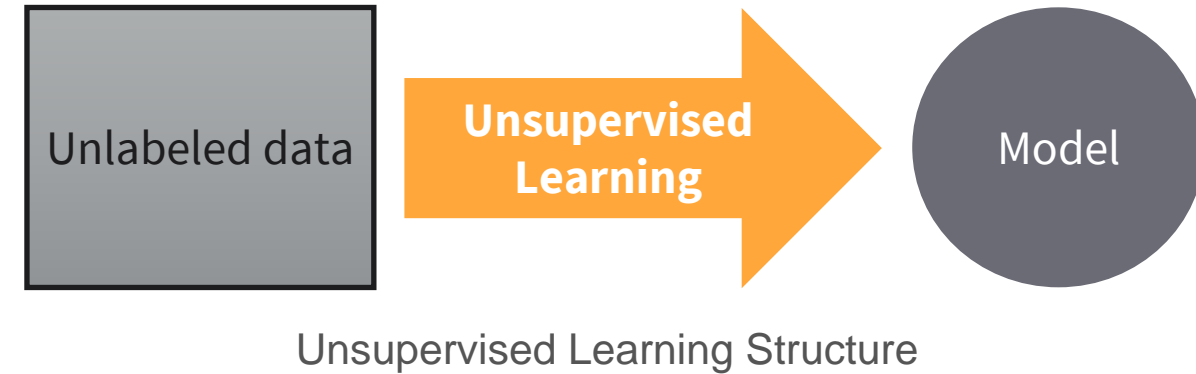 Unlabeled data
Unsupervised
Learning
Model
Unsupervised Learning Structure